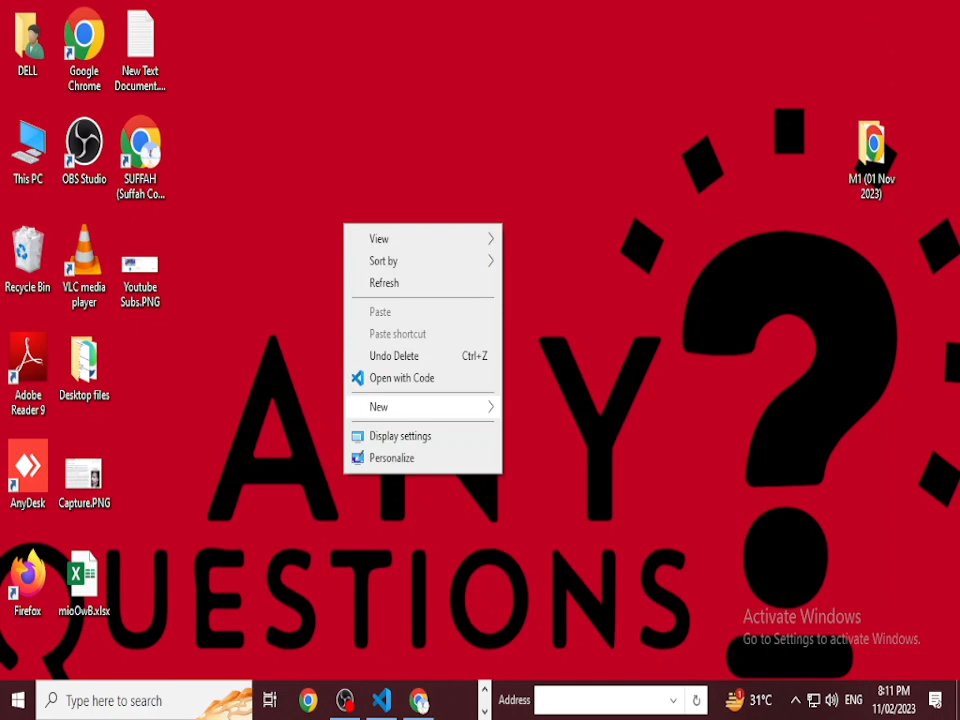 DELL
Google
Chrome
New Text
Document....
This PC
OBS Studio
SUFFAH
(Suffah Co...
M1 (01 Nov
2023)
Recycle Bin
VLC media
player
Youtube
Subs.PNG
Adobe
Reader 9
Desktop files
AnyDesk
Capture.PNG
Firefox
mioOwB.xlsx
View
Sort by
Refresh
Paste
Paste shortcut
Undo Delete Ctrl+Z
Open with Code
New
Display settings
Personalize
ANY?
QUESTIONS
Activate Windows
Go to Settings to activate Windows.
Type here to search
Address
1
31°C
ENG
8:11 PM
11/02/2023